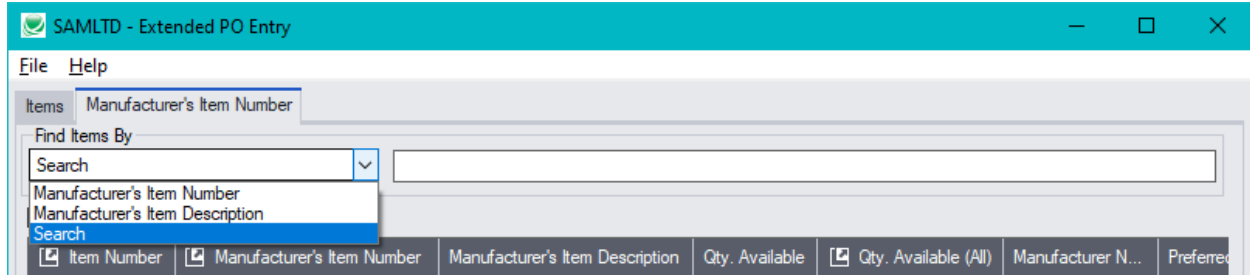 SAMLTD - Extended PO Entry
File Help
Items Manufacturer's Item Number
Find Items By
Search
Manufacturer's Item Number
Manufacturer's Item Description
Search
Item Number Manufacturer's Item Number Manufacturer's Item Description Qty. Available Qty. Available (All) Manufacturer N... Preferred